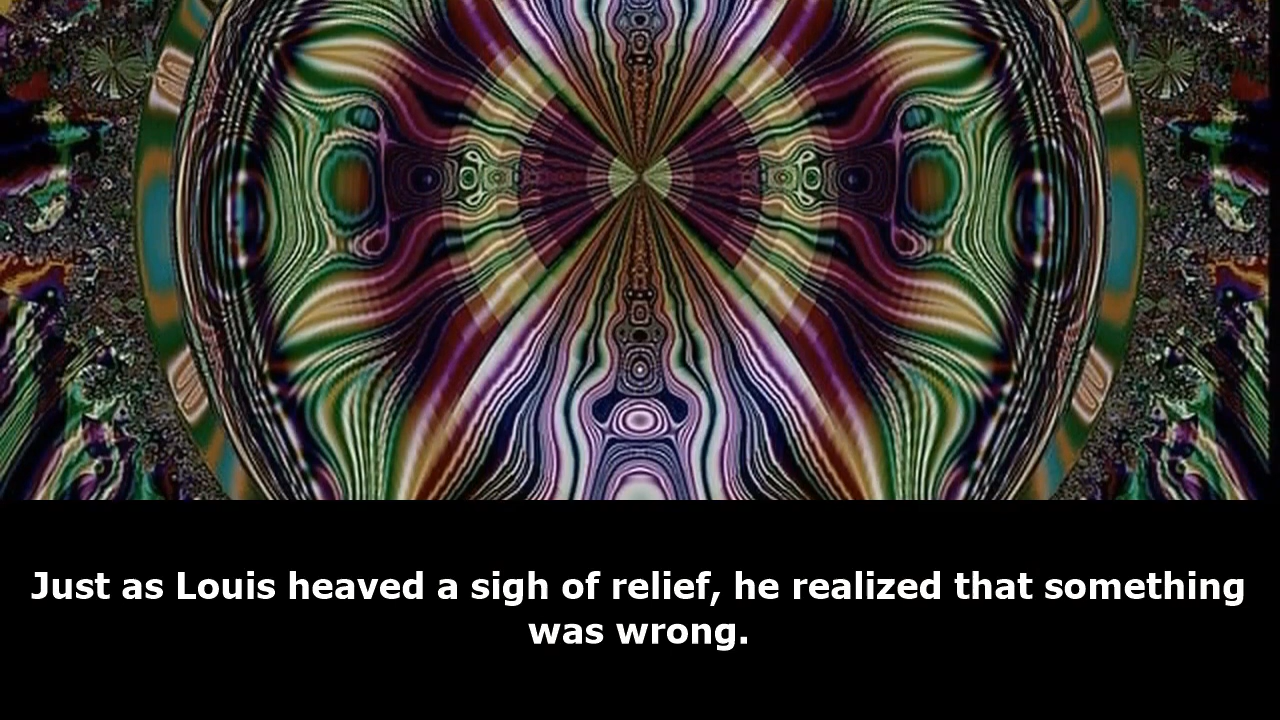 Just as Louis heaved a sigh of relief, he realized that something
was wrong.